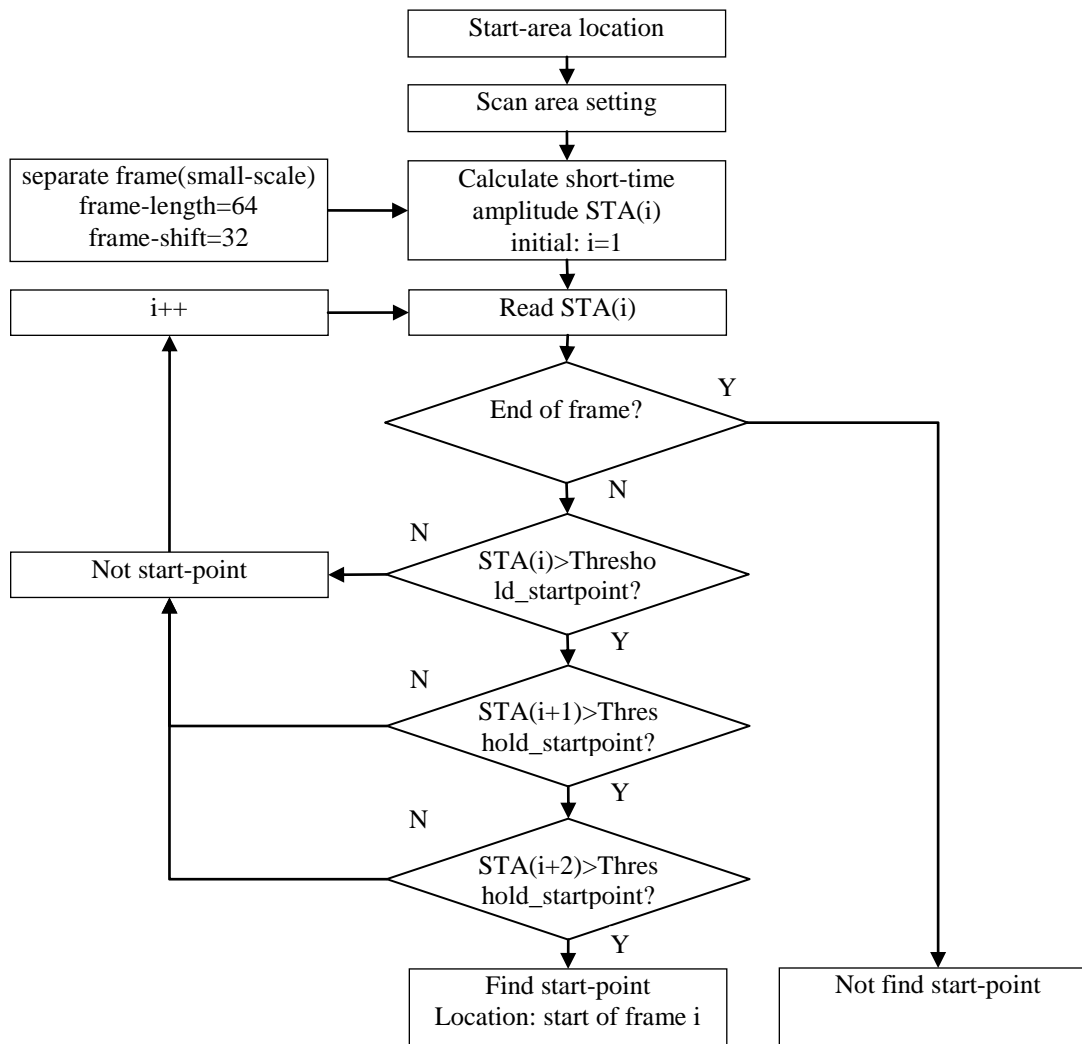 Start-area location
Scan area setting
separate frame(small-scale)
frame-length=64
frame-shift=32
Calculate short-time
amplitude STA(i)
initial: i=1
i++
Read STA(i)
Y
End of frame?
N
N
Not start-point
STA(i)>Thresho
ld_startpoint?
Y
N
STA(i+1)>Thres
hold_startpoint?
Y
N
STA(i+2)>Thres
hold_startpoint?
Y
Find start-point
Location: start of frame i
Not find start-point